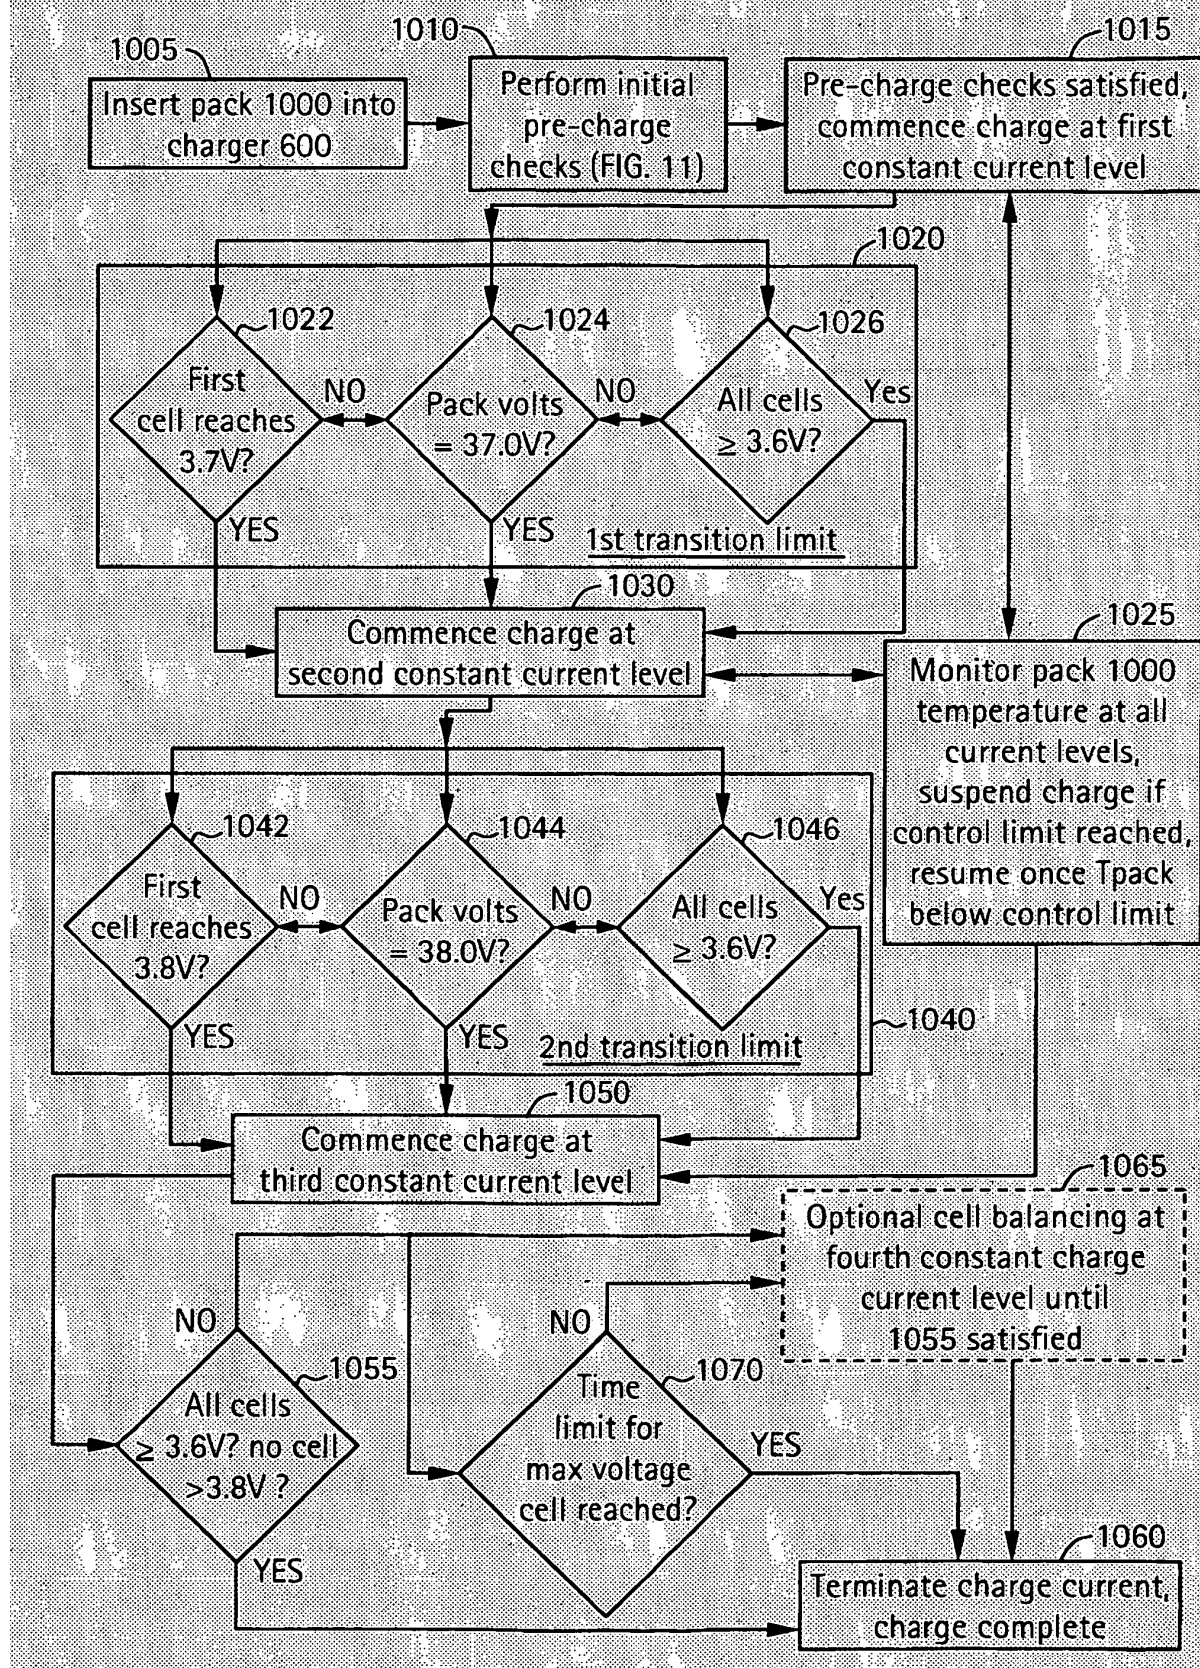 1005
Insert pack 1000 into
charger 600
1010
Perform initial
pre-charge
checks (FIG. 11)
1015
Pre-charge checks satisfied,
commence charge at first
constant current level
1020
1022
First
cell reaches
3.7V?
NO
YES
1024
Pack volts
= 37.0V?
NO
YES
1026
All cells
≥ 3.6V?
Yes
1st transition limit
1030
Commence charge at
second constant current level
1025
Monitor pack 1000
temperature at all
current levels,
suspend charge if
control limit reached,
resume once Tpack
below control limit
1042
First
cell reaches
3.8V?
NO
YES
1044
Pack volts
= 38.0V?
NO
YES
1046
All cells
≥ 3.6V?
Yes
1040
2nd transition limit
1050
Commence charge at
third constant current level
1065
Optional cell balancing at
fourth constant charge
current level until
1055 satisfied
NO
1055
All cells
≥ 3.6V? no cell
>3.8V ?
YES
NO
1070
Time
limit for
max voltage
cell reached?
YES
1060
Terminate charge current,
charge complete